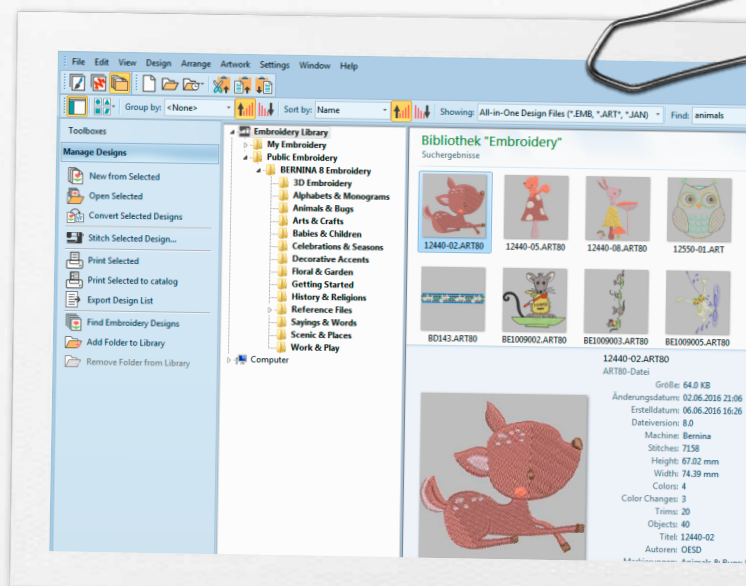 File Edit View Design Arrange Artwork Settings Window Help
Group by: <None> Sort by: Name Showing: All-in-One Design Files (*.EMB, *.ART*, *.JAN) Find: animals
Toolboxes
Manage Designs
New from Selected
Open Selected
Convert Selected Designs
Stitch Selected Design...
Print Selected
Print Selected to catalog
Export Design List
Find Embroidery Designs
Add Folder to Library
Remove Folder from Library
Embroidery Library
My Embroidery
Public Embroidery
BERNINA 8 Embroidery
3D Embroidery
Alphabets & Monograms
Animals & Bugs
Arts & Crafts
Babies & Children
Celebrations & Seasons
Decorative Accents
Floral & Garden
Getting Started
History & Religions
Reference Files
Sayings & Words
Scenic & Places
Work & Play
Computer
Bibliothek "Embroidery"
Suchergebnisse
12440-02.ART80 12440-05.ART80 12440-08.ART80 12550-01.ART
BD143.ART80 BE1009002.ART80 BE1009003.ART80 BE1009005.ART80
12440-02.ART80
ART80-Datei
Größe: 64.0 KB
Änderungsdatum: 02.06.2016 21:06
Erstelldatum: 06.06.2016 16:26
Dateiversion: 8.0
Machine: Bernina
Stitches: 7158
Height: 67.02 mm
Width: 74.39 mm
Colors: 4
Color Changes: 3
Trims: 20
Objects: 40
Titel: 12440-02
Autoren: OESD